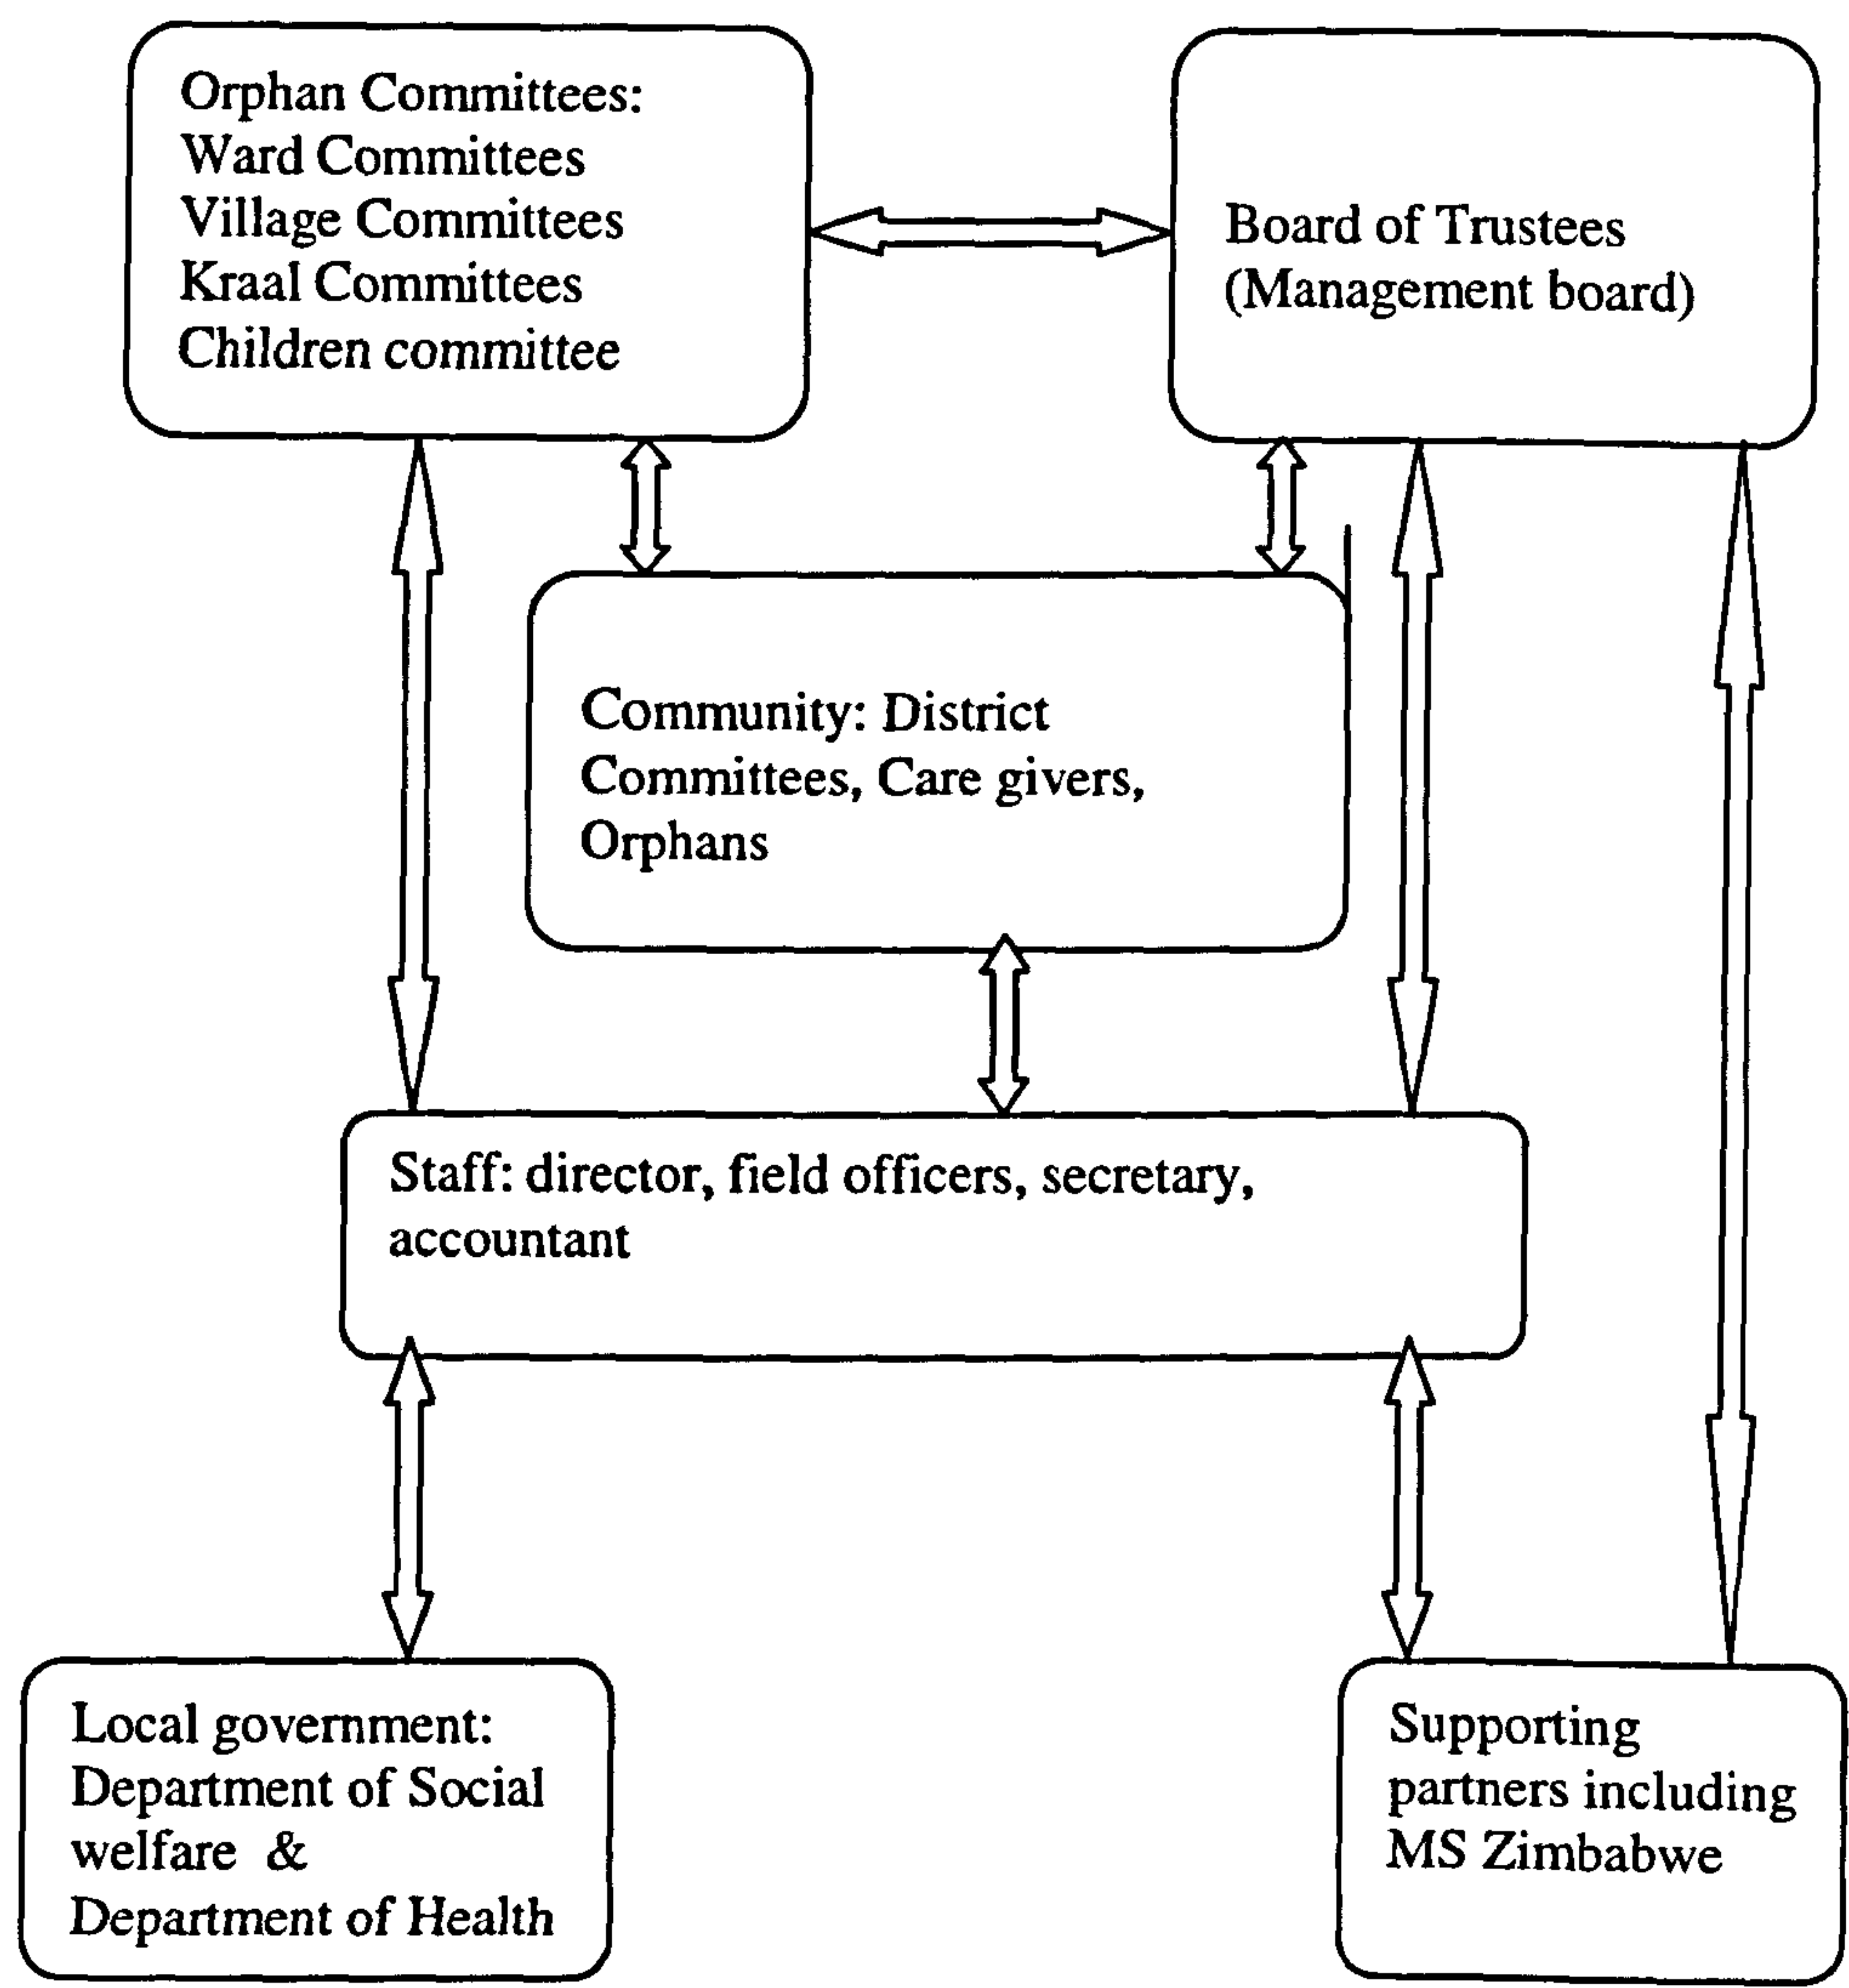 Orphan Committees:
Ward Committees
Village Committees
Kraal Committees
Children committee
Board of Trustees
(Management board)
Community: District
Committees, Care givers,
Orphans
Staff: director, field officers, secretary,
accountant
Local government:
Department of Social
welfare &
Department of Health
Supporting
partners including
MS Zimbabwe